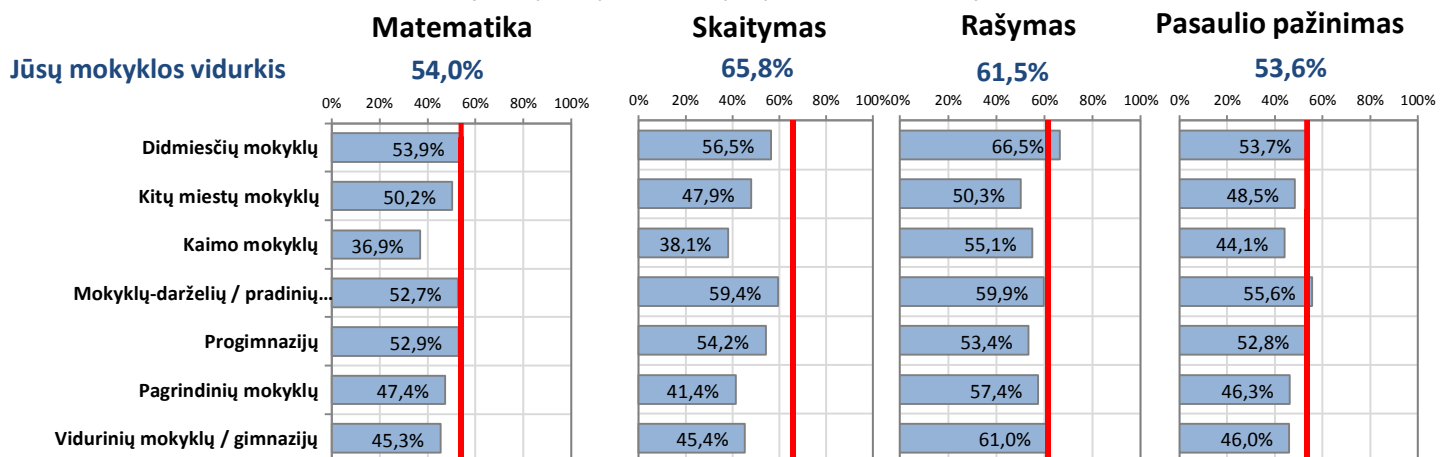 Matematika Skaitymas Rašymas Pasaulio pažinimas
Jūsų mokyklos vidurkis 54,0% 65,8% 61,5% 53,6%
0% 20% 40% 60% 80% 100% 0% 20% 40% 60% 80% 100% 0% 20% 40% 60% 80% 100% 0% 20% 40% 60% 80% 100%
Didmiesčių mokyklų 53,9% 56,5% 66,5% 53,7%
Kitų miestų mokyklų 50,2% 47,9% 50,3% 48,5%
Kaimo mokyklų 36,9% 38,1% 55,1% 44,1%
Mokyklų-darželių / pradinių... 52,7% 59,4% 59,9% 55,6%
Progimnazijų 52,9% 54,2% 53,4% 52,8%
Pagrindinių mokyklų 47,4% 41,4% 57,4% 46,3%
Vidurinių mokyklų / gimnazijų 45,3% 45,4% 61,0% 46,0%